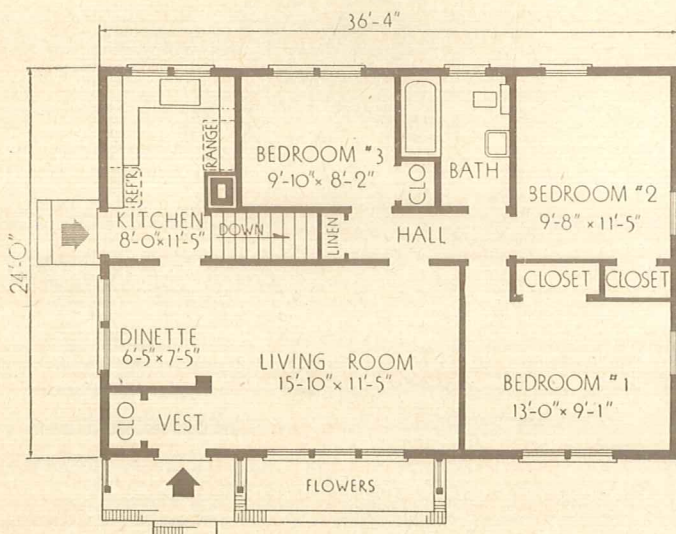 36'-4"
24'-0"
BEDROOM #3
9'-10" × 8'-2"
RANGE
REF'R
CLO
BATH
BEDROOM #2
9'-8" × 11'-5"
KITCHEN
8'-0" × 11'-5"
DOWN
LINEN
HALL
CLOSET
CLOSET
DINETTE
6'-5" × 7'-5"
LIVING ROOM
15'-10" × 11'-5"
BEDROOM #1
13'-0" × 9'-1"
CLO
VEST
FLOWERS